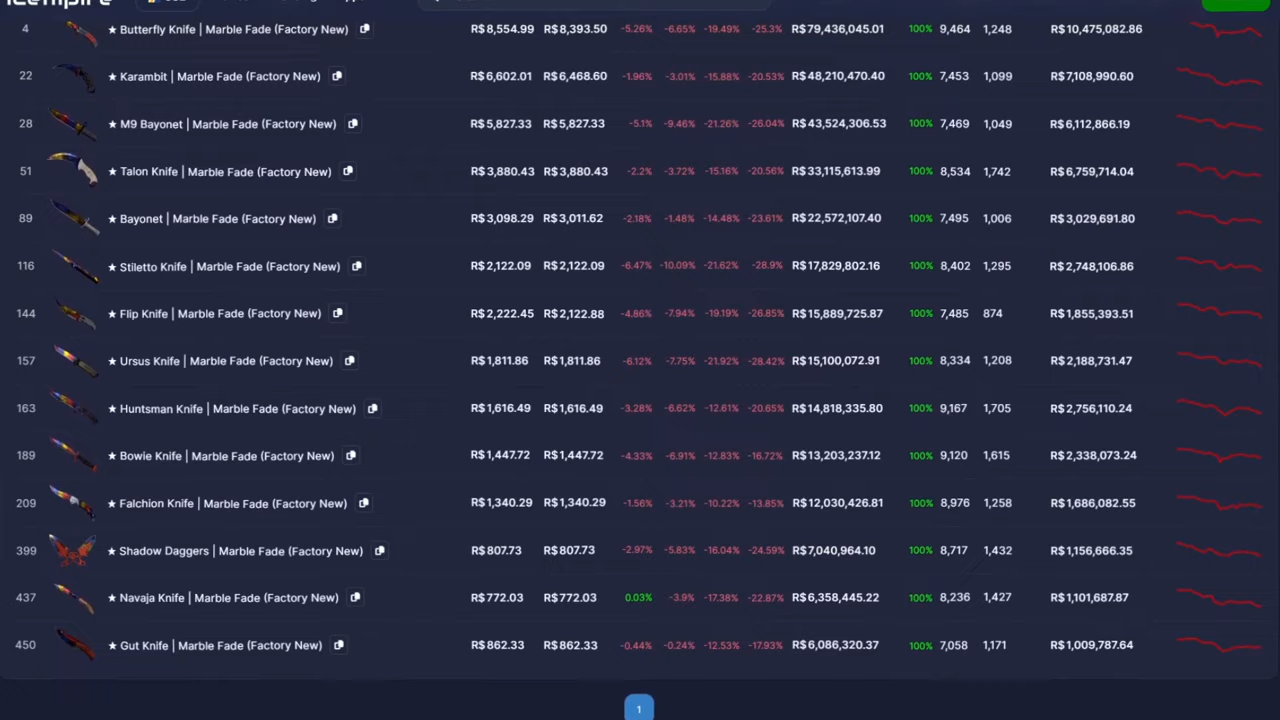 4 ★ Butterfly Knife | Marble Fade (Factory New) R$8,554.99 R$8,393.50 -5.26% -6.65% -19.49% -25.3% R$79,436,045.01 100% 9,464 1,248 R$10,475,082.86
22 ★ Karambit | Marble Fade (Factory New) R$6,602.01 R$6,468.60 -1.96% -3.01% -15.88% -20.53% R$48,210,470.40 100% 7,453 1,099 R$7,108,990.60
28 ★ M9 Bayonet | Marble Fade (Factory New) R$5,827.33 R$5,827.33 -5.1% -9.46% -21.26% -26.04% R$43,524,306.53 100% 7,469 1,049 R$6,112,866.19
51 ★ Talon Knife | Marble Fade (Factory New) R$3,880.43 R$3,880.43 -2.2% -3.72% -15.16% -20.56% R$33,115,613.99 100% 8,534 1,742 R$6,759,714.04
89 ★ Bayonet | Marble Fade (Factory New) R$3,098.29 R$3,011.62 -2.18% -1.48% -14.48% -23.61% R$22,572,107.40 100% 7,495 1,006 R$3,029,691.80
116 ★ Stiletto Knife | Marble Fade (Factory New) R$2,122.09 R$2,122.09 -6.47% -10.09% -21.62% -28.9% R$17,829,802.16 100% 8,402 1,295 R$2,748,106.86
144 ★ Flip Knife | Marble Fade (Factory New) R$2,222.45 R$2,122.88 -4.86% -7.94% -19.19% -26.85% R$15,889,725.87 100% 7,485 874 R$1,855,393.51
157 ★ Ursus Knife | Marble Fade (Factory New) R$1,811.86 R$1,811.86 -6.12% -7.75% -21.92% -28.42% R$15,100,072.91 100% 8,334 1,208 R$2,188,731.47
163 ★ Huntsman Knife | Marble Fade (Factory New) R$1,616.49 R$1,616.49 -3.28% -6.62% -12.61% -20.65% R$14,818,335.80 100% 9,167 1,705 R$2,756,110.24
189 ★ Bowie Knife | Marble Fade (Factory New) R$1,447.72 R$1,447.72 -4.33% -6.91% -12.83% -16.72% R$13,203,237.12 100% 9,120 1,615 R$2,338,073.24
209 ★ Falchion Knife | Marble Fade (Factory New) R$1,340.29 R$1,340.29 -1.56% -3.21% -10.22% -13.85% R$12,030,426.81 100% 8,976 1,258 R$1,686,082.55
399 ★ Shadow Daggers | Marble Fade (Factory New) R$807.73 R$807.73 -2.97% -5.83% -16.04% -24.59% R$7,040,964.10 100% 8,717 1,432 R$1,156,666.35
437 ★ Navaja Knife | Marble Fade (Factory New) R$772.03 R$772.03 0.03% -3.9% -17.38% -22.87% R$6,358,445.22 100% 8,236 1,427 R$1,101,687.87
450 ★ Gut Knife | Marble Fade (Factory New) R$862.33 R$862.33 -0.44% -0.24% -12.53% -17.93% R$6,086,320.37 100% 7,058 1,171 R$1,009,787.64
1